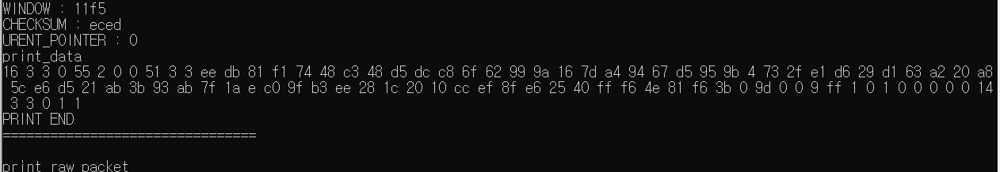 WINDOW : 11f5
CHECKSUM : eced
URENT_POINTER : 0
print_data
16 3 3 0 55 2 0 0 51 3 3 ee db 81 f1 74 48 c3 48 d5 dc c8 6f 62 99 9a 16 7d a4 94 67 d5 95 9b 4 73 2f e1 d6 29 d1 63 a2 20 a8
5c e6 d5 21 ab 3b 93 ab 7f 1a e c0 9f b3 ee 28 1c 20 10 cc ef 8f e6 25 40 ff f6 4e 81 f6 3b 0 9d 0 0 9 ff 1 0 1 0 0 0 0 0 14
3 3 0 1 1
PRINT END
================================
print raw packet